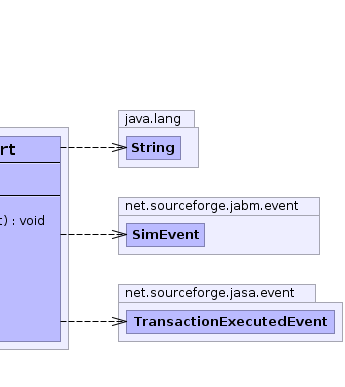 java.lang
rt
String
) : void
net.sourceforge.jabm.event
SimEvent
net.sourceforge.jasa.event
TransactionExecutedEvent